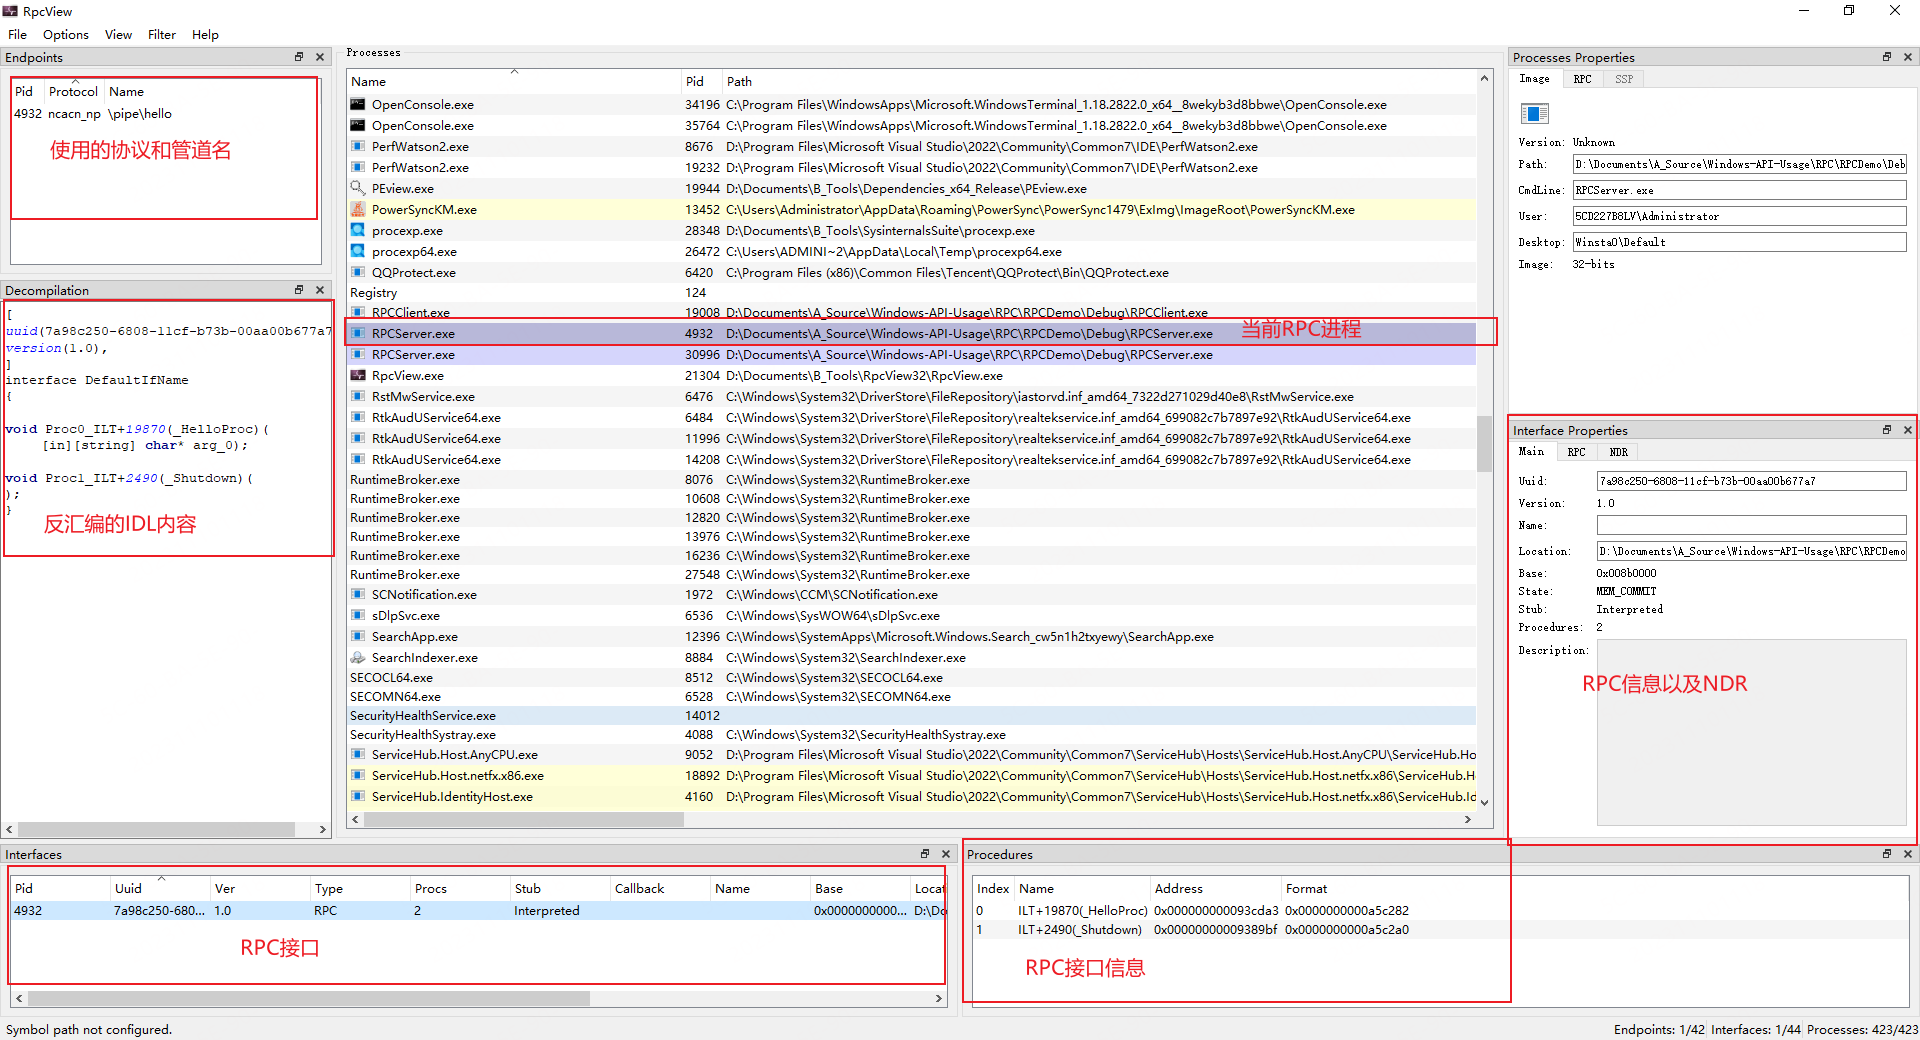 RpcView
File Options View Filter Help
Endpoints
Pid Protocol Name
4932 ncacn_np \pipe\hello
使用的协议和管道名
Decompilation
[
uuid(7a98c250-6808-11cf-b73b-00aa00b677a7
version(1.0),
]
interface DefaultIfName
{
void Proc0_ILT+19870(_HelloProc)(
[in][string] char* arg_0);
void Proc1_ILT+2490(_Shutdown)(
);
}
反汇编的IDL内容
Processes
Name Pid Path
OpenConsole.exe 34196 C:\Program Files\WindowsApps\Microsoft.WindowsTerminal_1.18.2822.0_x64__8wekyb3d8bbwe\OpenConsole.exe
OpenConsole.exe 35764 C:\Program Files\WindowsApps\Microsoft.WindowsTerminal_1.18.2822.0_x64__8wekyb3d8bbwe\OpenConsole.exe
PerfWatson2.exe 8676 D:\Program Files\Microsoft Visual Studio\2022\Community\Common7\IDE\PerfWatson2.exe
PerfWatson2.exe 19232 D:\Program Files\Microsoft Visual Studio\2022\Community\Common7\IDE\PerfWatson2.exe
PEview.exe 19944 D:\Documents\B_Tools\Dependencies_x64_Release\PEview.exe
PowerSyncKM.exe 13452 C:\Users\Administrator\AppData\Roaming\PowerSync\PowerSync1479\ExImg\ImageRoot\PowerSyncKM.exe
procexp.exe 28348 D:\Documents\B_Tools\SysinternalsSuite\procexp.exe
procexp64.exe 26472 C:\Users\ADMINI~2\AppData\Local\Temp\procexp64.exe
QQProtect.exe 6420 C:\Program Files (x86)\Common Files\Tencent\QQProtect\Bin\QQProtect.exe
Registry 124
RPCClient.exe 19008 D:\Documents\A_Source\Windows-API-Usage\RPC\RPCDemo\Debug\RPCClient.exe
RPCServer.exe 4932 D:\Documents\A_Source\Windows-API-Usage\RPC\RPCDemo\Debug\RPCServer.exe 当前RPC进程
RPCServer.exe 30996 D:\Documents\A_Source\Windows-API-Usage\RPC\RPCDemo\Debug\RPCServer.exe
RpcView.exe 21304 D:\Documents\B_Tools\RpcView32\RpcView.exe
RstMwService.exe 6476 C:\Windows\System32\DriverStore\FileRepository\iastorvd.inf_amd64_7322d271029d40e8\RstMwService.exe
RtkAudUService64.exe 6484 C:\Windows\System32\DriverStore\FileRepository\realtekservice.inf_amd64_699082c7b7897e92\RtkAudUService64.exe
RtkAudUService64.exe 11996 C:\Windows\System32\DriverStore\FileRepository\realtekservice.inf_amd64_699082c7b7897e92\RtkAudUService64.exe
RtkAudUService64.exe 14208 C:\Windows\System32\DriverStore\FileRepository\realtekservice.inf_amd64_699082c7b7897e92\RtkAudUService64.exe
RuntimeBroker.exe 8076 C:\Windows\System32\RuntimeBroker.exe
RuntimeBroker.exe 10608 C:\Windows\System32\RuntimeBroker.exe
RuntimeBroker.exe 12820 C:\Windows\System32\RuntimeBroker.exe
RuntimeBroker.exe 13976 C:\Windows\System32\RuntimeBroker.exe
RuntimeBroker.exe 16236 C:\Windows\System32\RuntimeBroker.exe
RuntimeBroker.exe 27548 C:\Windows\System32\RuntimeBroker.exe
SCNotification.exe 1972 C:\Windows\CCM\SCNotification.exe
sDlpSvc.exe 6536 C:\Windows\SysWOW64\sDlpSvc.exe
SearchApp.exe 12396 C:\Windows\SystemApps\Microsoft.Windows.Search_cw5n1h2txyewy\SearchApp.exe
SearchIndexer.exe 8884 C:\Windows\System32\SearchIndexer.exe
SECOCL64.exe 8512 C:\Windows\System32\SECOCL64.exe
SECOMN64.exe 6528 C:\Windows\System32\SECOMN64.exe
SecurityHealthService.exe 14012
SecurityHealthSystray.exe 4088 C:\Windows\System32\SecurityHealthSystray.exe
ServiceHub.Host.AnyCPU.exe 9052 D:\Program Files\Microsoft Visual Studio\2022\Community\Common7\ServiceHub\Hosts\ServiceHub.Host.AnyCPU\ServiceHub.Ho
ServiceHub.Host.netfx.x86.exe 18892 D:\Program Files\Microsoft Visual Studio\2022\Community\Common7\ServiceHub\Hosts\ServiceHub.Host.netfx.x86\ServiceHub.H
ServiceHub.IdentityHost.exe 4160 D:\Program Files\Microsoft Visual Studio\2022\Community\Common7\ServiceHub\Hosts\ServiceHub.Host.netfx.x86\ServiceHub.Id
Processes Properties
Image RPC SSP
Version: Unknown
Path: D:\Documents\A_Source\Windows-API-Usage\RPC\RPCDemo\Deb
CmdLine: RPCServer.exe
User: 5CD227B8LV\Administrator
Desktop: Winsta0\Default
Image: 32-bits
Interface Properties
Main RPC NDR
Uuid: 7a98c250-6808-11cf-b73b-00aa00b677a7
Version: 1.0
Name:
Location: D:\Documents\A_Source\Windows-API-Usage\RPC\RPCDemo
Base: 0x008b0000
State: MEM_COMMIT
Stub: Interpreted
Procedures: 2
Description:
RPC信息以及NDR
Interfaces
Pid Uuid Ver Type Procs Stub Callback Name Base Locat
4932 7a98c250-680... 1.0 RPC 2 Interpreted 0x0000000000... D:\Do
RPC接口
Procedures
Index Name Address Format
0 ILT+19870(_HelloProc) 0x000000000093cda3 0x0000000000a5c282
1 ILT+2490(_Shutdown) 0x00000000009389bf 0x0000000000a5c2a0
RPC接口信息
Symbol path not configured.
Endpoints: 1/42 Interfaces: 1/44 Processes: 423/423